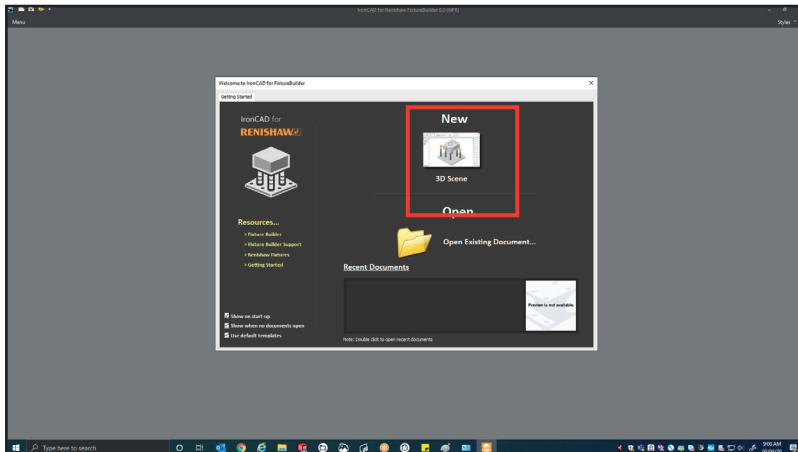 IronCAD for Renishaw FixtureBuilder 5.0 (NFR)
Menu
Styles
Welcome to IronCAD for FixtureBuilder
Getting Started
IronCAD for
RENISHAW
New
3D Scene
Open
Open Existing Document...
Resources...
> Fixture Builder
> Fixture Builder Support
> Renishaw Fixtures
> Getting Started
Recent Documents
Preview is not available.
Show on start-up
Show when no documents open
Use default templates
Note: Double click to open recent documents
Type here to search
9:03 AM